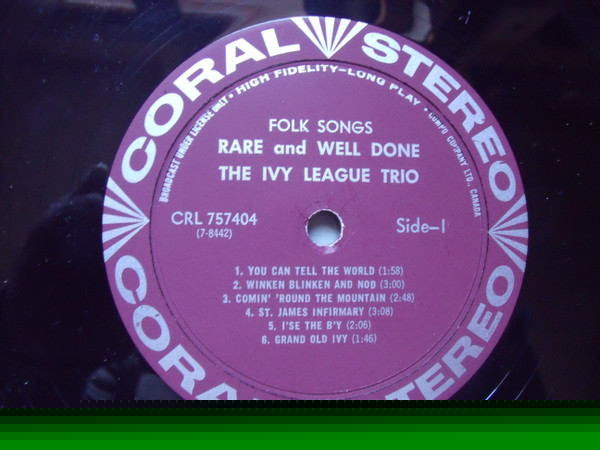 CORAL STEREO
BROADCAST UNDER LICENSE ONLY • HIGH FIDELITY—LONG PLAY • COMPO COMPANY LTD., CANADA
FOLK SONGS
RARE and WELL DONE
THE IVY LEAGUE TRIO
CRL 757404
(7-8442)
Side—1
1. YOU CAN TELL THE WORLD (1:58)
2. WINKEN BLINKEN AND NOD (3:00)
3. COMIN' 'ROUND THE MOUNTAIN (2:48)
4. ST. JAMES INFIRMARY (3:08)
5. I'SE THE B'Y (2:06)
6. GRAND OLD IVY (1:46)
CORAL STEREO